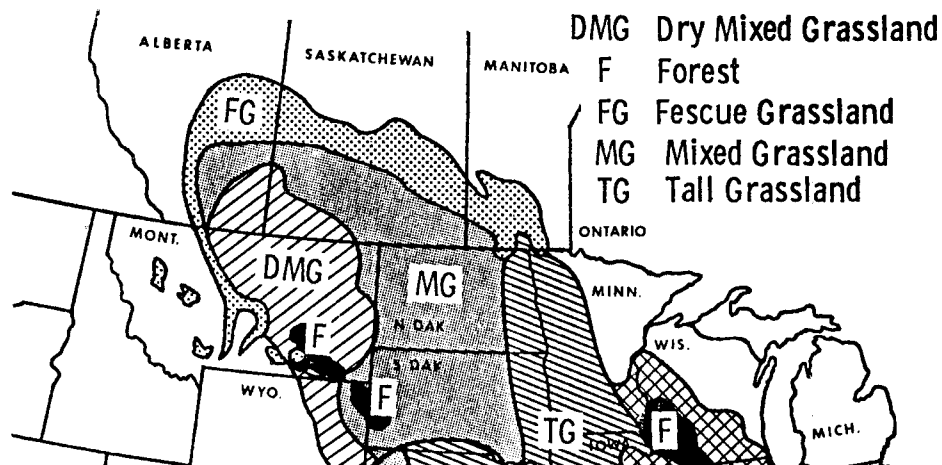 DMG Dry Mixed Grassland
ALBERTA
SASKATCHEWAN
MANITOBA
F Forest
FG
FG Fescue Grassland
MG Mixed Grassland
TG Tall Grassland
MONT.
ONTARIO
DMG
MG
MINN.
N DAK
F
WIS.
S DAK
WYO.
F
TG
IOWA
F
MICH.